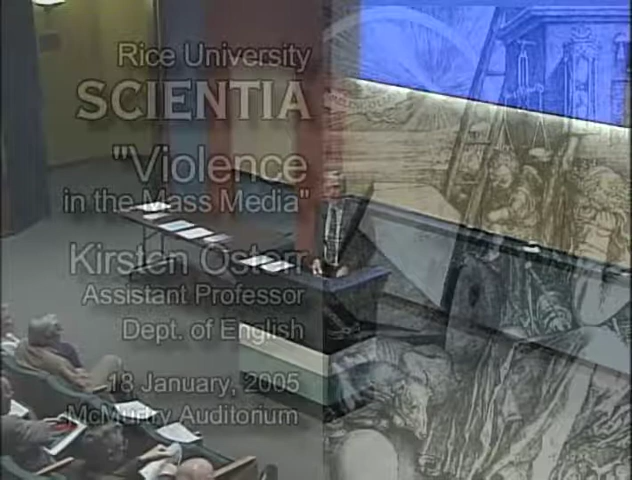 Rice University
SCIENTIA
"Violence
in the Mass Media"
Kirsten Ostarr
Assistant Professor
Dept. of English
18 January, 2005
McMurtry Auditorium